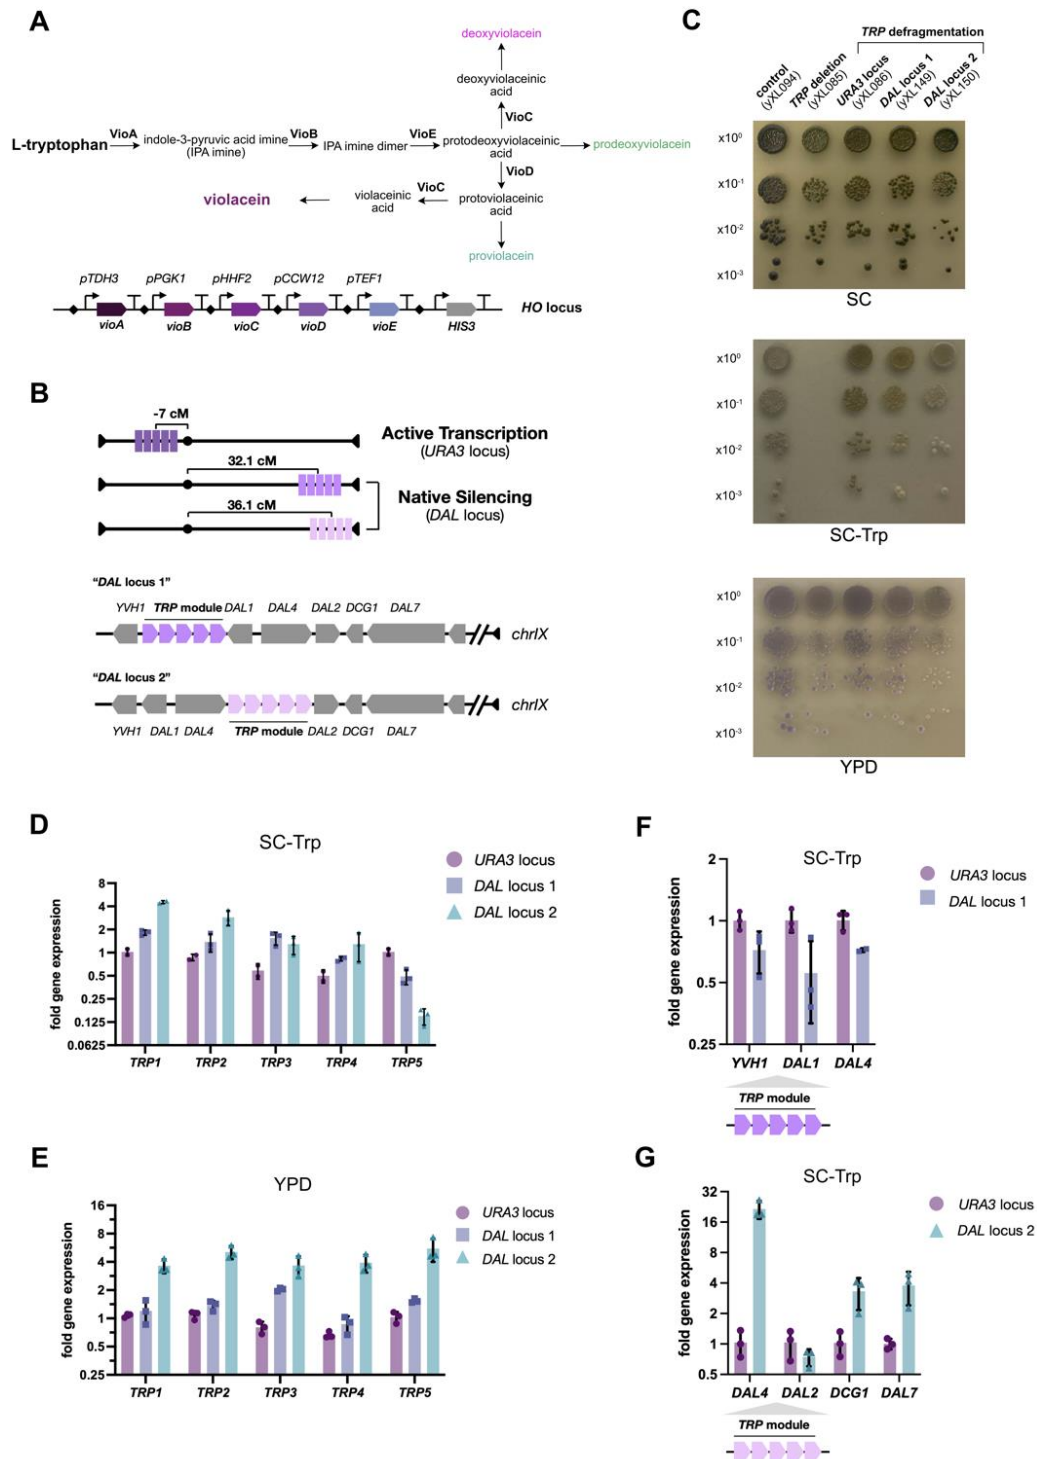 A
deoxyviolacein
deoxyviolaceinic
acid
VioC
L-tryptophan
VioA
indole-3-pyruvic acid imine
(IPA imine)
VioB
IPA imine dimer
VioE
protodeoxyviolaceinic
acid
prodeoxyviolacein
VioD
violacein
violaceinic
acid
VioC
protoviolaceinic
acid
proviolacein
pTDH3 pPGK1 pHHF2 pCCW12 pTEF1
HO locus
vioA vioB vioC vioD vioE HIS3
B
-7 cM
Active Transcription
(URA3 locus)
32.1 cM
36.1 cM
Native Silencing
(DAL locus)
"DAL locus 1"
YVH1 TRP module DAL1 DAL4 DAL2 DCG1 DAL7
chrIX
"DAL locus 2"
chrIX
YVH1 DAL1 DAL4 TRP module DAL2 DCG1 DAL7
C
TRP defragmentation
control
(yXL094)
TRP deletion
(yXL085)
URA3 locus
(yXL086)
DAL locus 1
(yXL149)
DAL locus 2
(yXL150)
x10⁰
x10⁻¹
x10⁻²
x10⁻³
SC
x10⁰
x10⁻¹
x10⁻²
x10⁻³
SC-Trp
x10⁰
x10⁻¹
x10⁻²
x10⁻³
YPD
D
SC-Trp
URA3 locus
DAL locus 1
DAL locus 2
fold gene expression
8
4
2
1
0.5
0.25
0.125
0.0625
TRP1 TRP2 TRP3 TRP4 TRP5
E
YPD
URA3 locus
DAL locus 1
DAL locus 2
fold gene expression
16
8
4
2
1
0.5
0.25
TRP1 TRP2 TRP3 TRP4 TRP5
F
SC-Trp
URA3 locus
DAL locus 1
fold gene expression
2
1
0.5
0.25
YVH1 DAL1 DAL4
TRP module
G
SC-Trp
URA3 locus
DAL locus 2
fold gene expression
32
16
8
4
2
1
0.5
DAL4 DAL2 DCG1 DAL7
TRP module